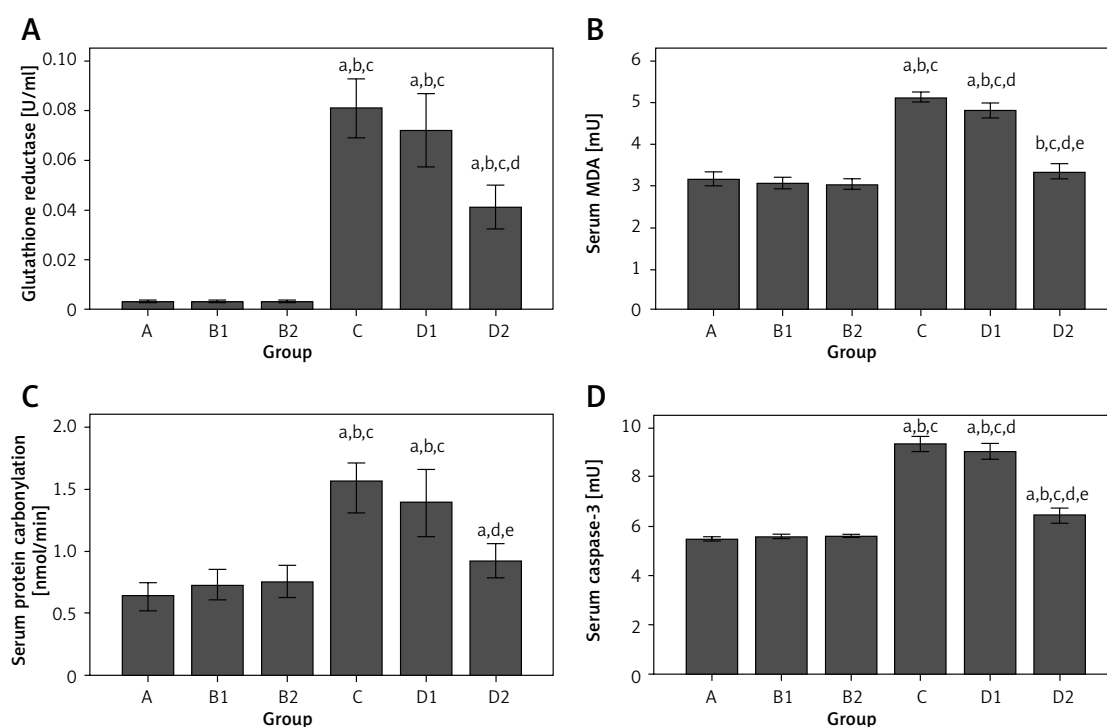 A
Glutathione reductase [U/ml]
0.10
0.08
0.06
0.04
0.02
0
a,b,c
a,b,c
a,b,c,d
A B1 B2 C D1 D2
Group
B
Serum MDA [mU]
6
5
4
3
2
1
0
a,b,c
a,b,c,d
b,c,d,e
A B1 B2 C D1 D2
Group
C
Serum protein carbonylation
[nmol/min]
2.0
1.5
1.0
0.5
0
a,b,c
a,b,c
a,d,e
A B1 B2 C D1 D2
Group
D
Serum caspase-3 [mU]
10
8
6
4
2
0
a,b,c
a,b,c,d
a,b,c,d,e
A B1 B2 C D1 D2
Group